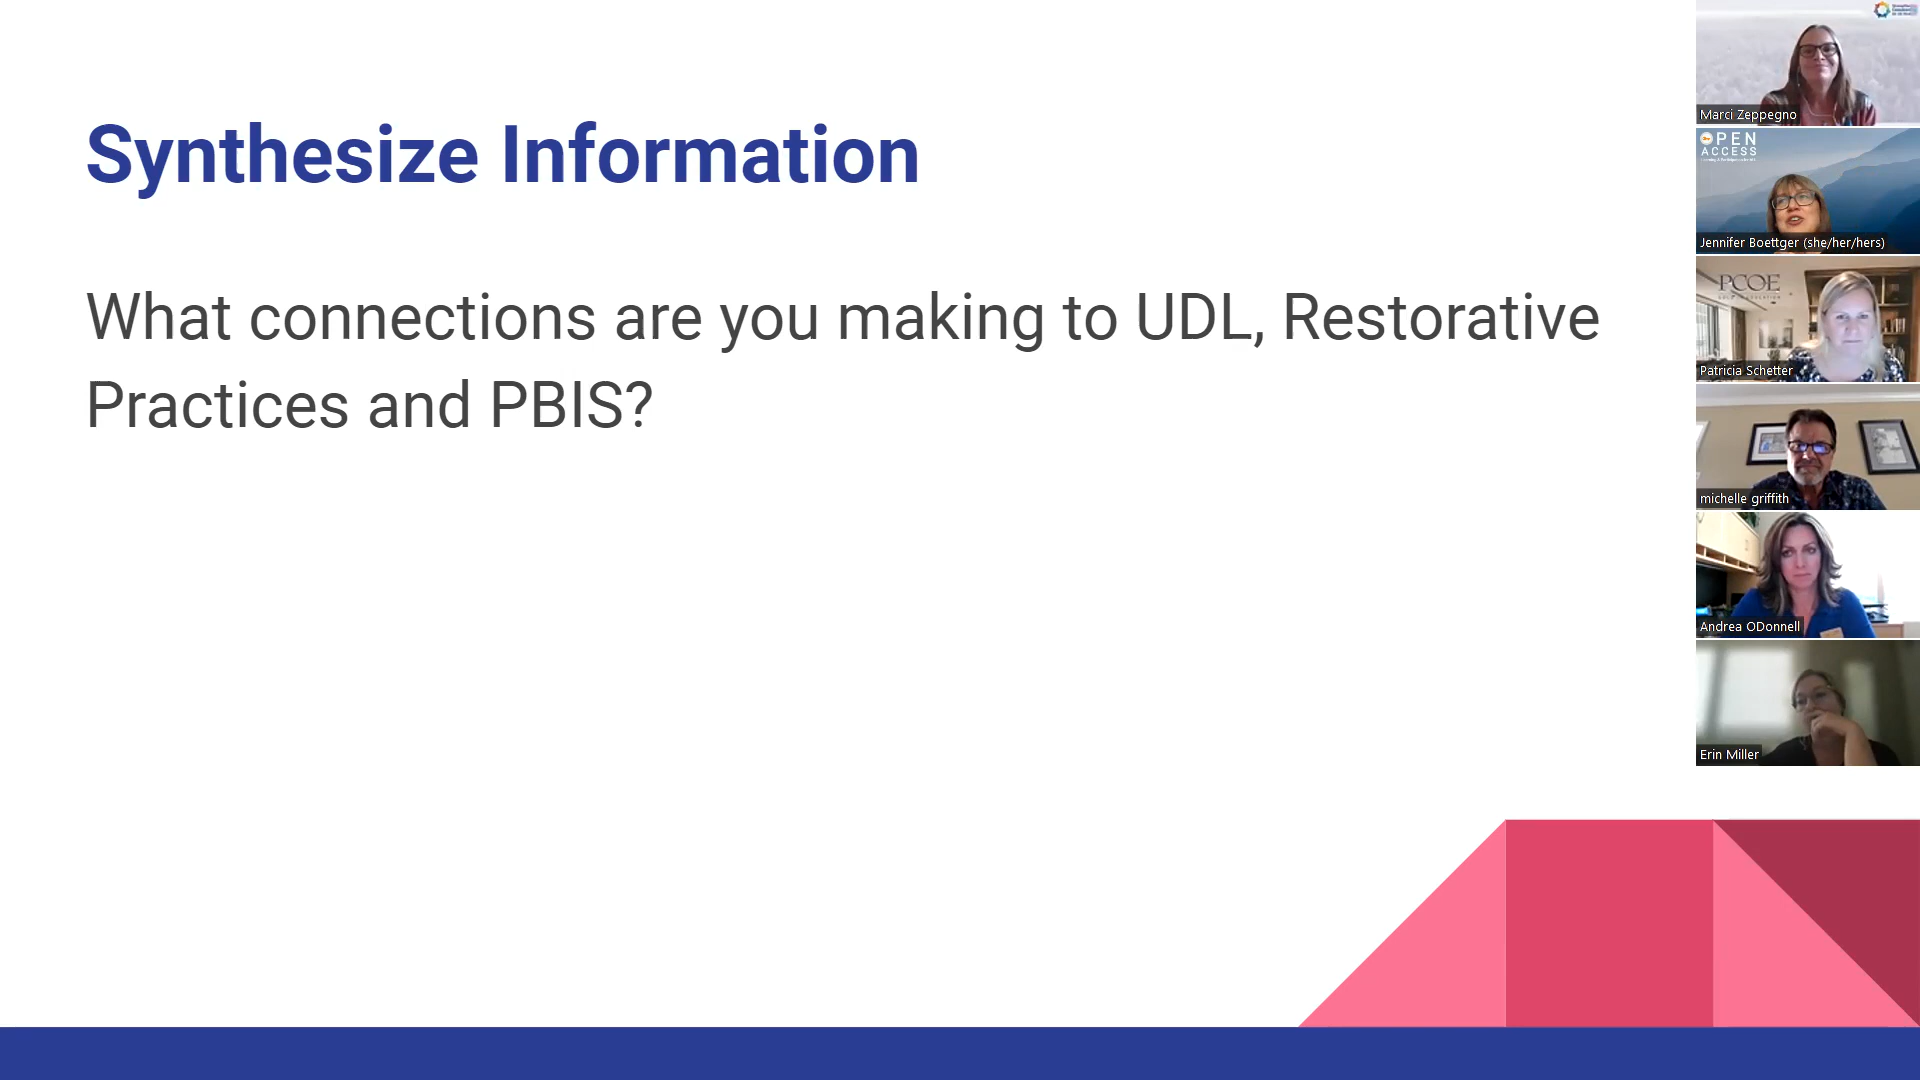 Synthesize Information
What connections are you making to UDL, Restorative
Practices and PBIS?
Marci Zeppegno
OPEN
ACCESS
Jennifer Boettger (she/her/hers)
PCOE
Patricia Schetter
michelle griffith
Andrea ODonnell
Erin Miller